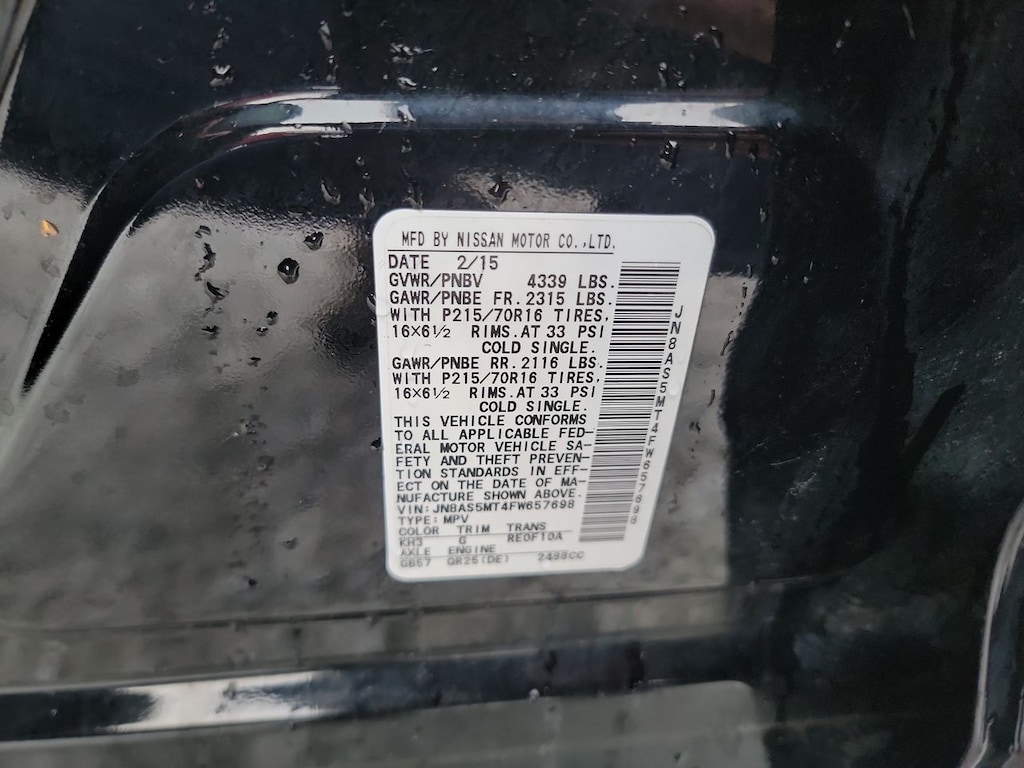 MFD BY NISSAN MOTOR CO.,LTD.
DATE 2/15
GVWR/PNBV 4339 LBS.
GAWR/PNBE FR. 2315 LBS.
WITH P215/70R16 TIRES,
16×6½ RIMS. AT 33 PSI
COLD SINGLE.
GAWR/PNBE RR. 2116 LBS.
WITH P215/70R16 TIRES,
16×6½ RIMS. AT 33 PSI
COLD SINGLE.
THIS VEHICLE CONFORMS
TO ALL APPLICABLE FED-
ERAL MOTOR VEHICLE SA-
FETY AND THEFT PREVEN-
TION STANDARDS IN EFF-
ECT ON THE DATE OF MA-
NUFACTURE SHOWN ABOVE.
VIN: JN8AS5MT4FW657698
TYPE: MPV
COLOR TRIM TRANS
KH3 G RE0F10A
AXLE ENGINE
GB57 QR25(DE) 2488CC
JN8AS5MT4FW657698